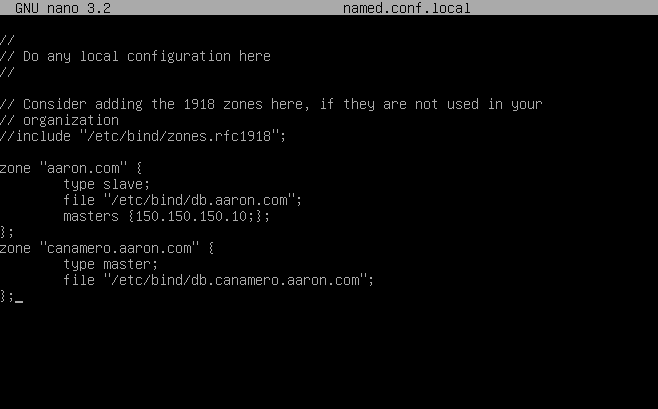 GNU nano 3.2 named.conf.local
//
// Do any local configuration here
//
// Consider adding the 1918 zones here, if they are not used in your
// organization
//include "/etc/bind/zones.rfc1918";
zone "aaron.com" {
        type slave;
        file "/etc/bind/db.aaron.com";
        masters {150.150.150.10;};
};
zone "canamero.aaron.com" {
        type master;
        file "/etc/bind/db.canamero.aaron.com";
};